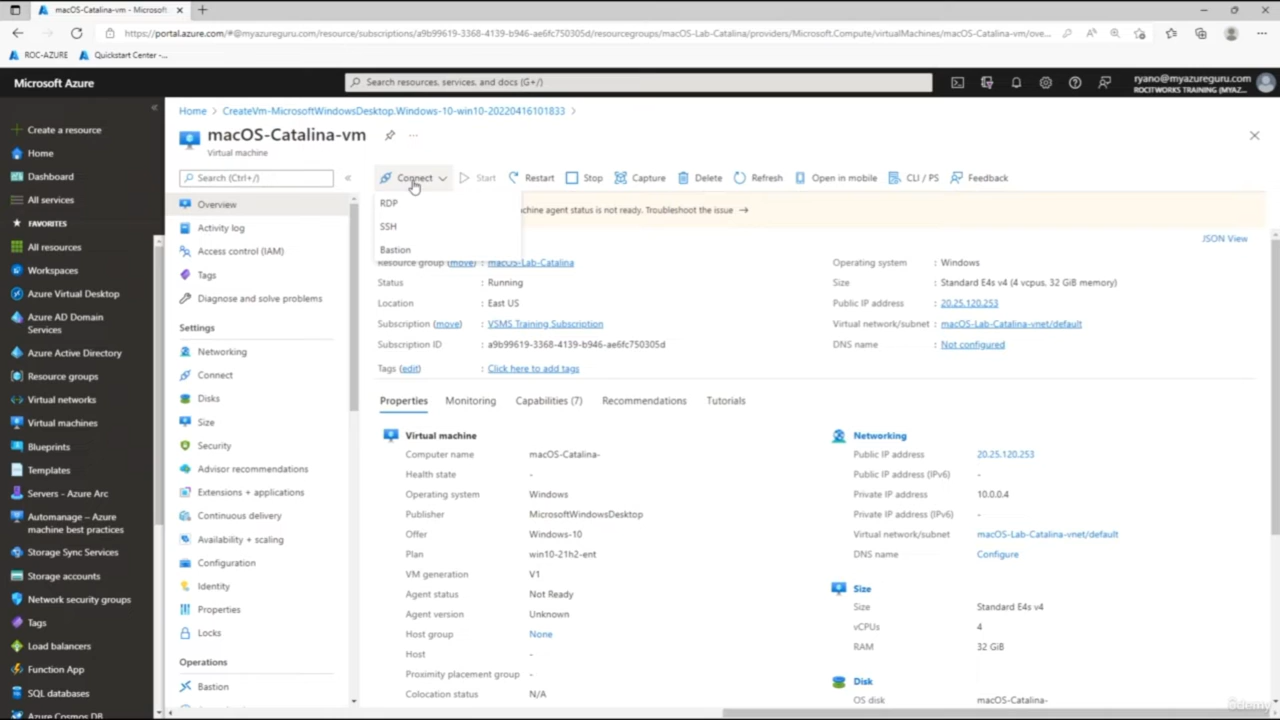 macOS-Catalina-vm - Microsoft
https://portal.azure.com/#@myazureguru.com/resource/subscriptions/a9b99619-3368-4139-b946-ae6fc750305d/resourcegroups/macOS-Lab-Catalina/providers/Microsoft.Compute/virtualMachines/macOS-Catalina-vm/ove...
ROC-AZURE
Quickstart Center -...
Microsoft Azure
Search resources, services, and docs (G+/)
ryano@myazureguru.com
ROCITWORKS TRAINING (MYAZ...
Create a resource
Home
Dashboard
All services
FAVORITES
All resources
Workspaces
Azure Virtual Desktop
Azure AD Domain
Services
Azure Active Directory
Resource groups
Virtual networks
Virtual machines
Blueprints
Templates
Servers - Azure Arc
Automanage – Azure
machine best practices
Storage Sync Services
Storage accounts
Network security groups
Tags
Load balancers
Function App
SQL databases
Azure Cosmos DB
Home > CreateVm-MicrosoftWindowsDesktop.Windows-10-win10-20220416101833 >
macOS-Catalina-vm
Virtual machine
Search (Ctrl+/)
Overview
Activity log
Access control (IAM)
Tags
Diagnose and solve problems
Settings
Networking
Connect
Disks
Size
Security
Advisor recommendations
Extensions + applications
Continuous delivery
Availability + scaling
Configuration
Identity
Properties
Locks
Operations
Bastion
Connect
Start
Restart
Stop
Capture
Delete
Refresh
Open in mobile
CLI / PS
Feedback
RDP
SSH
Bastion
achine agent status is not ready. Troubleshoot the issue →
JSON View
Resource group (move) : macOS-Lab-Catalina
Status : Running
Location : East US
Subscription (move) : VSMS Training Subscription
Subscription ID : a9b99619-3368-4139-b946-ae6fc750305d
Tags (edit) : Click here to add tags
Operating system : Windows
Size : Standard E4s v4 (4 vcpus, 32 GiB memory)
Public IP address : 20.25.120.253
Virtual network/subnet : macOS-Lab-Catalina-vnet/default
DNS name : Not configured
Properties
Monitoring
Capabilities (7)
Recommendations
Tutorials
Virtual machine
Computer name macOS-Catalina-
Health state -
Operating system Windows
Publisher MicrosoftWindowsDesktop
Offer Windows-10
Plan win10-21h2-ent
VM generation V1
Agent status Not Ready
Agent version Unknown
Host group None
Host -
Proximity placement group -
Colocation status N/A
Networking
Public IP address 20.25.120.253
Public IP address (IPv6) -
Private IP address 10.0.0.4
Private IP address (IPv6) -
Virtual network/subnet macOS-Lab-Catalina-vnet/default
DNS name Configure
Size
Size Standard E4s v4
vCPUs 4
RAM 32 GiB
Disk
OS disk macOS-Catalina-
ûdemy